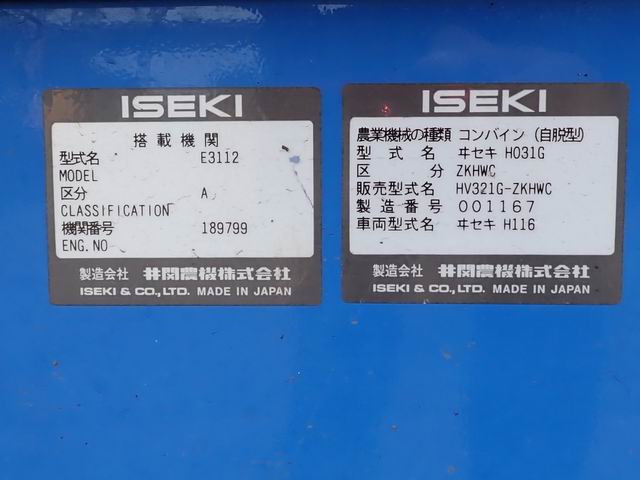 ISEKI
搭載機関
型式名 E3112
MODEL
区分 A
CLASSIFICATION
機関番号 189799
ENG.NO
製造会社 井関農機株式会社
ISEKI & CO., LTD. MADE IN JAPAN
ISEKI
農業機械の種類 コンバイン (自脱型)
型式名 ヰセキ HO31G
区分 ZKHWC
販売型式名 HV321G-ZKHWC
製造番号 001167
車両型式名 ヰセキ H116
製造会社 井関農機株式会社
ISEKI & CO., LTD. MADE IN JAPAN